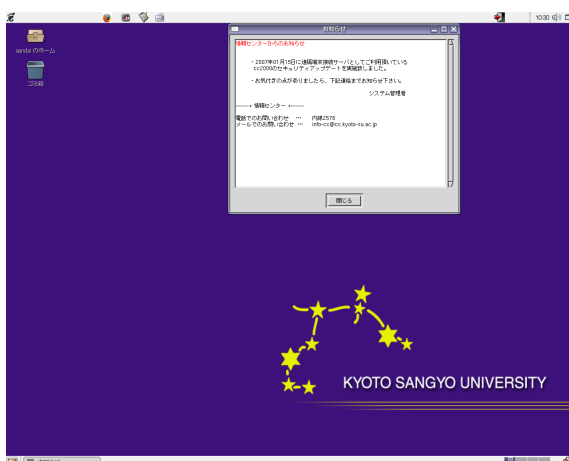 10:30
お知らせ
sandai のホーム
ゴミ箱
情報センターからのお知らせ
・2007年01月15日に遠隔端末接続サーバとしてご利用頂いている
cc2000のセキュリティアップデートを実施致しました。
・お気付きの点がありましたら、下記連絡までお知らせ下さい。
システム管理者
------→ 情報センター ←------
電話でのお問い合わせ … 内線2578
メールでのお問い合わせ … info-cc@cc.kyoto-su.ac.jp
閉じる
KYOTO SANGYO UNIVERSITY